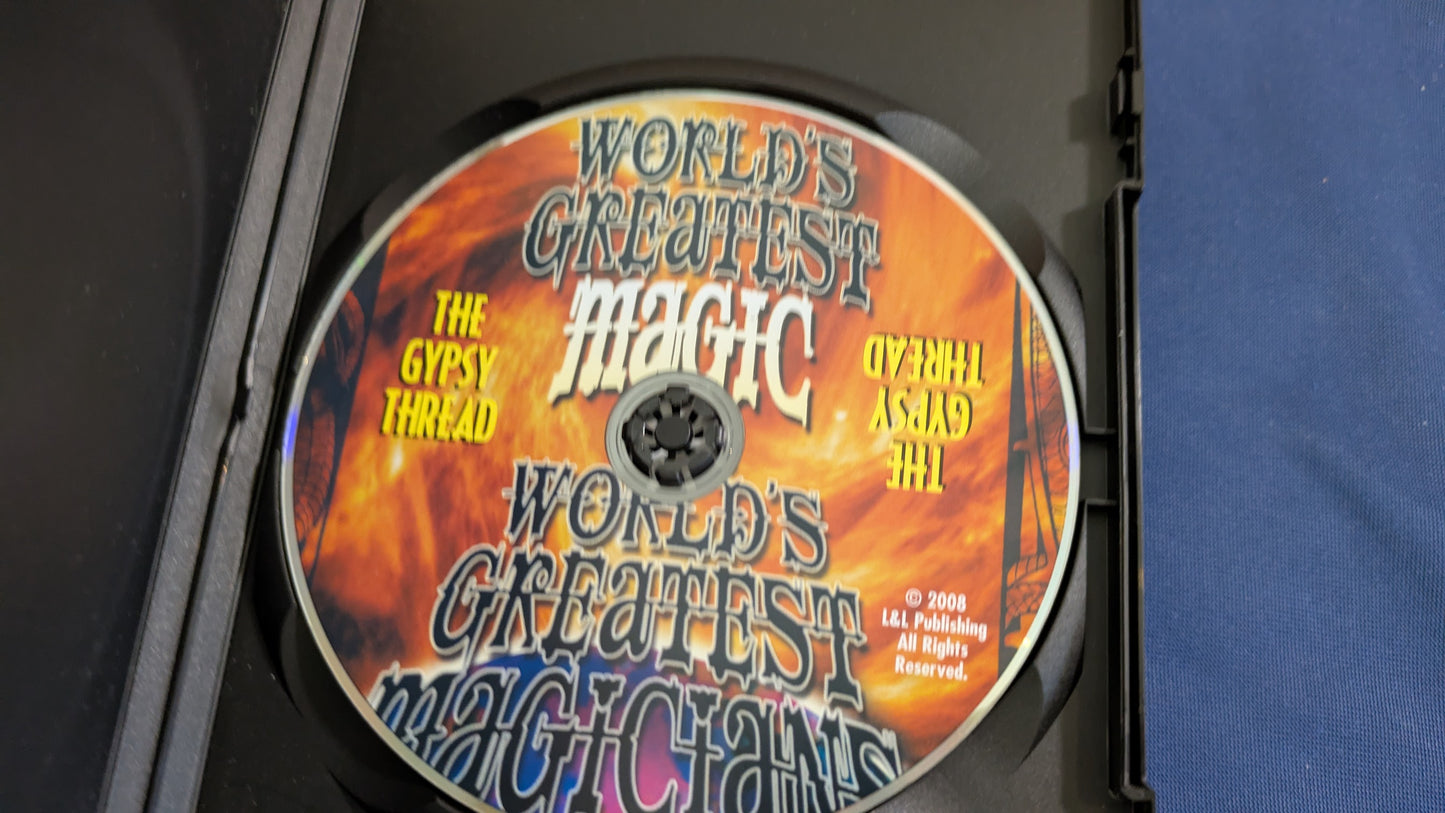 WORLD'S
GREATEST
MAGIC
THE
GYPSY
THREAD
THE
GYPSY
THREAD
WORLD'S
GREATEST
MAGICIANS
© 2008
L&L Publishing
All Rights
Reserved.